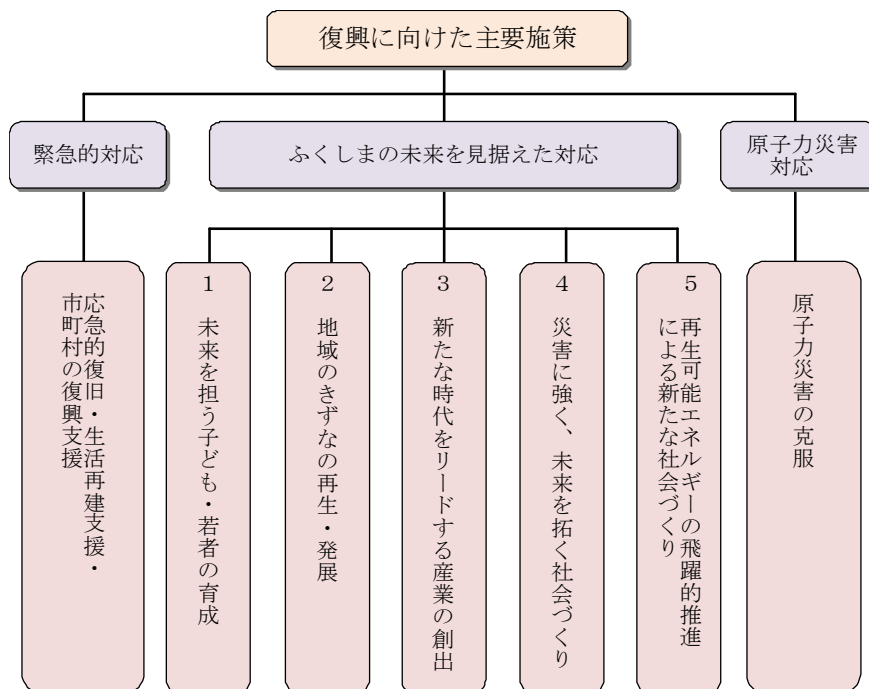 復興に向けた主要施策
緊急的対応
ふくしまの未来を見据えた対応
原子力災害
対応
応急的復旧・生活再建支援・
市町村の復興支援
1
未来を担う子ども・若者の育成
2
地域のきずなの再生・発展
3
新たな時代をリードする産業の創出
4
災害に強く、未来を拓く社会づくり
5
再生可能エネルギーの飛躍的推進
による新たな社会づくり
原子力災害の克服